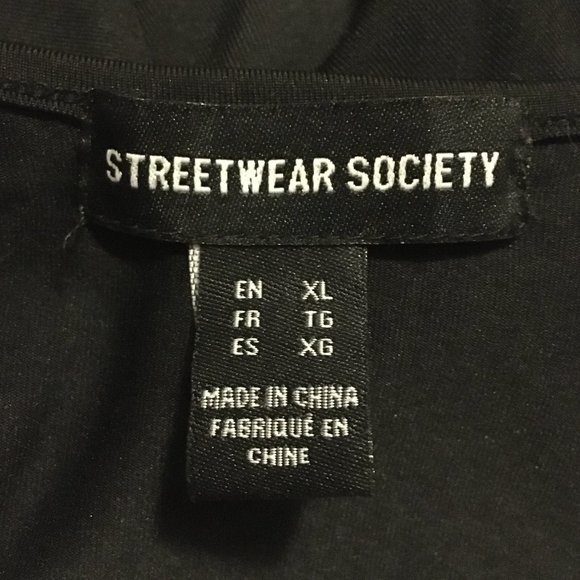 STREETWEAR SOCIETY
EN XL
FR TG
ES XG
MADE IN CHINA
FABRIQUÉ EN
CHINE